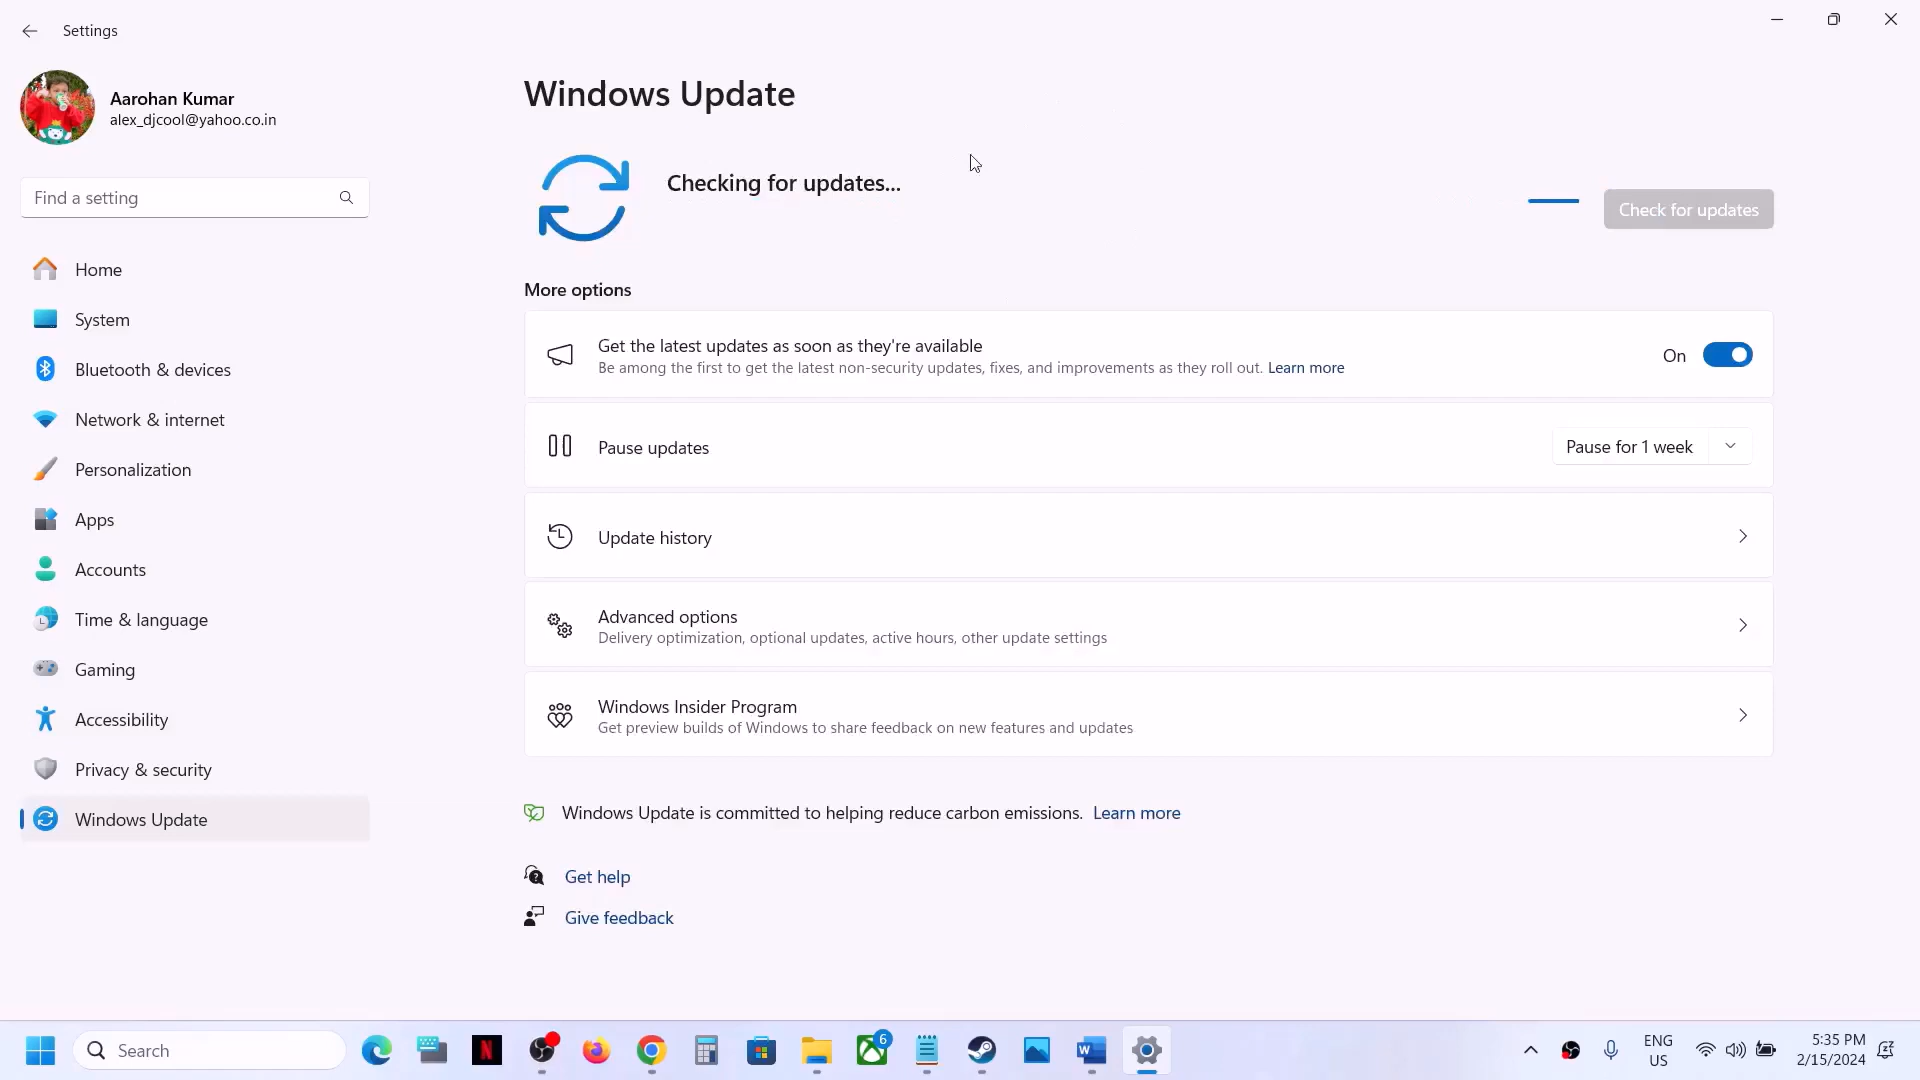 Settings
Aarohan Kumar
alex_djcool@yahoo.co.in
Find a setting
Home
System
Bluetooth & devices
Network & internet
Personalization
Apps
Accounts
Time & language
Gaming
Accessibility
Privacy & security
Windows Update
Windows Update
Checking for updates...
Check for updates
More options
Get the latest updates as soon as they're available
Be among the first to get the latest non-security updates, fixes, and improvements as they roll out. Learn more
On
Pause updates
Pause for 1 week
Update history
Advanced options
Delivery optimization, optional updates, active hours, other update settings
Windows Insider Program
Get preview builds of Windows to share feedback on new features and updates
Windows Update is committed to helping reduce carbon emissions. Learn more
Get help
Give feedback
Search
N
6
W
ENG
US
5:35 PM
2/15/2024